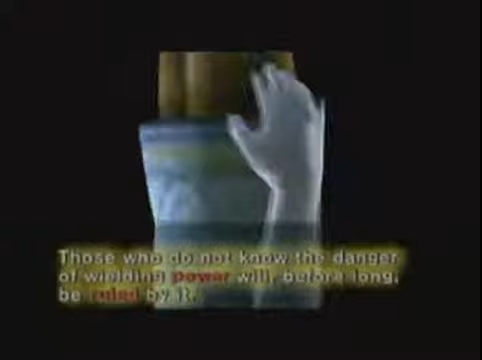 Those who do not know the danger
of wielding power will, before long,
be ruled by it.